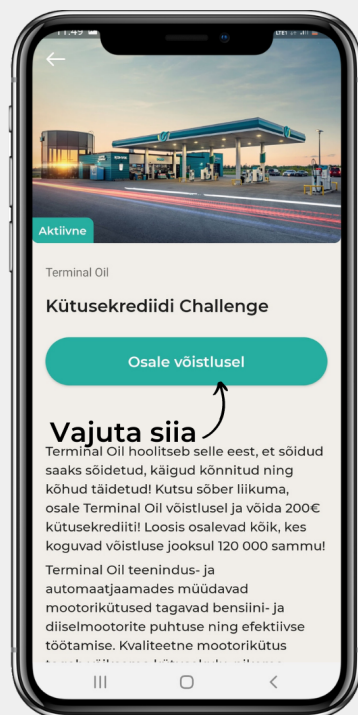 11:49
Aktiivne
Terminal Oil
Kütusekrediidi Challenge
Osale võistlusel
Vajuta siia
Terminal Oil hoolitseb selle eest, et sõidud
saaks sõidetud, käigud kõnnitud ning
kõhud täidetud! Kutsu sõber liikuma,
osale Terminal Oil võistlusel ja võida 200€
kütusekrediiti! Loosis osalevad kõik, kes
koguvad võistluse jooksul 120 000 sammu!
Terminal Oil teenindus- ja
automaatjaamades müüdavad
mootorikütused tagavad bensiini- ja
diiselmootorite puhtuse ning efektiivse
töötamise. Kvaliteetne mootorikütus